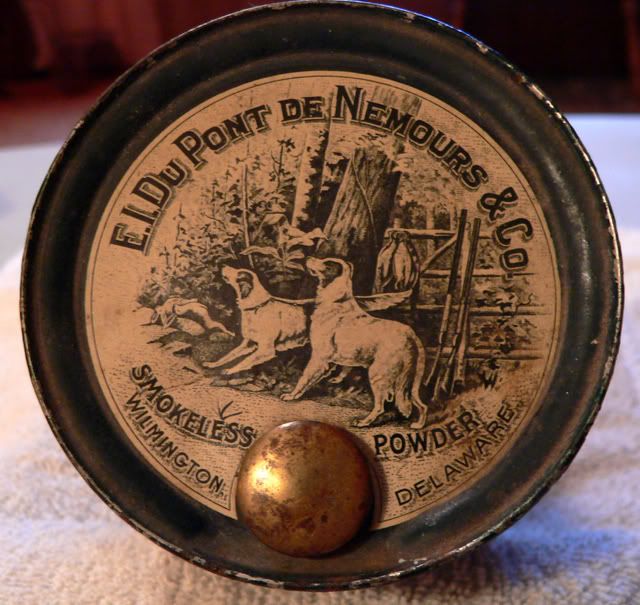 E.I. DU PONT DE NEMOURS & CO.
SMOKELESS POWDER
WILMINGTON, DELAWARE.